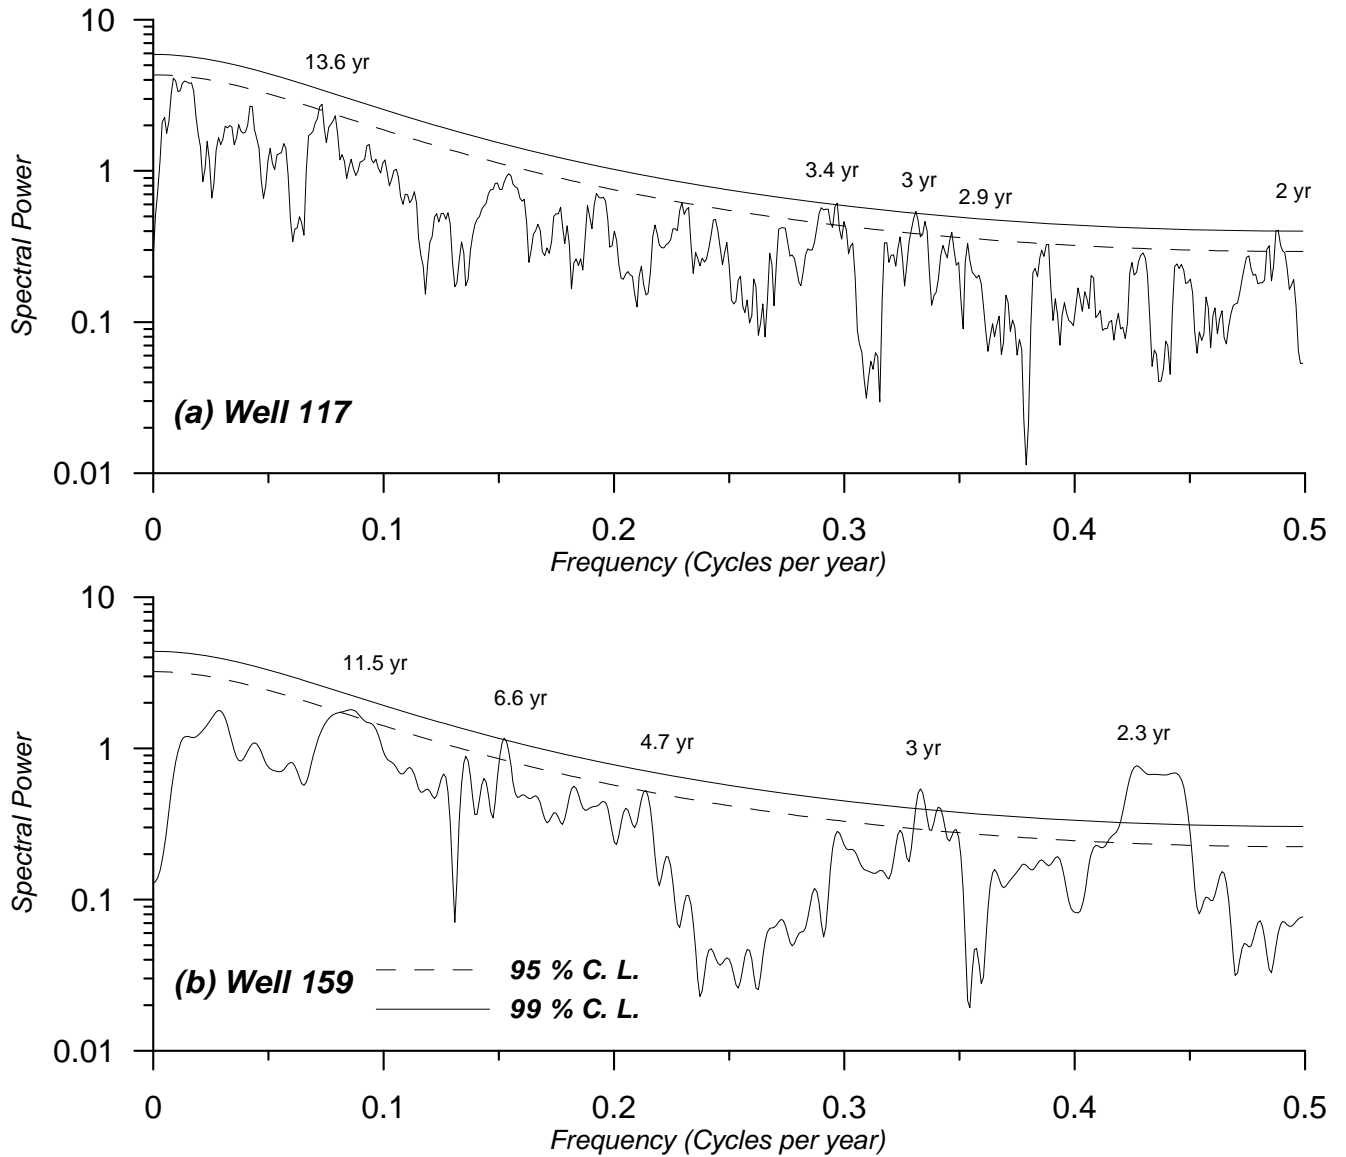 10
1
0.1
0.01
Spectral Power
13.6 yr
3.4 yr
3 yr
2.9 yr
2 yr
(a) Well 117
0 0.1 0.2 0.3 0.4 0.5
Frequency (Cycles per year)
10
1
0.1
0.01
Spectral Power
11.5 yr
6.6 yr
4.7 yr
3 yr
2.3 yr
(b) Well 159
95 % C. L.
99 % C. L.
0 0.1 0.2 0.3 0.4 0.5
Frequency (Cycles per year)